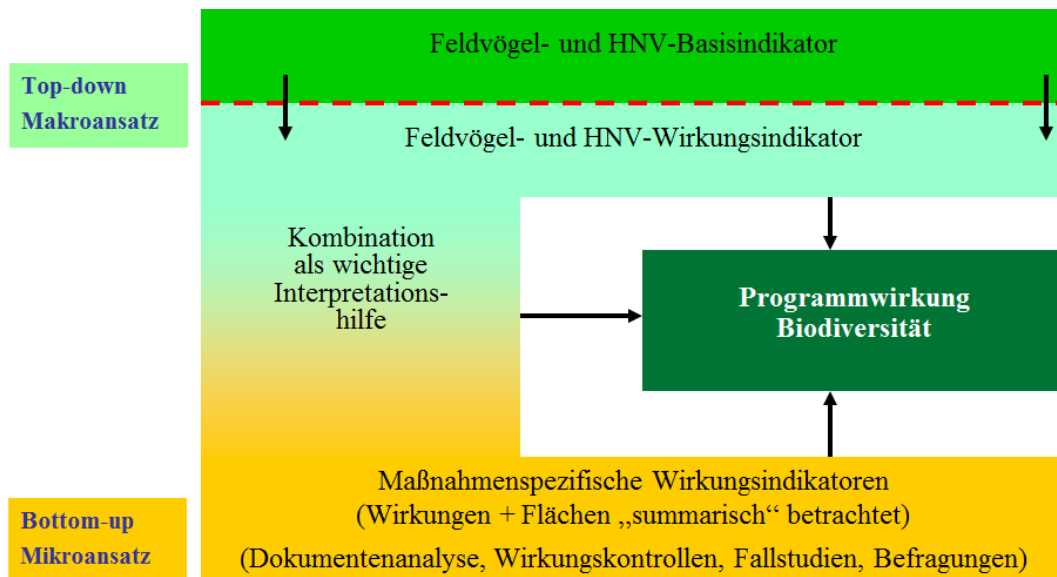 Feldvögel- und HNV-Basisindikator
Top-down
Makroansatz
Feldvögel- und HNV-Wirkungsindikator
Kombination
als wichtige
Interpretations-
hilfe
Programmwirkung
Biodiversität
Maßnahmenspezifische Wirkungsindikatoren
(Wirkungen + Flächen „summarisch“ betrachtet)
(Dokumentenanalyse, Wirkungskontrollen, Fallstudien, Befragungen)
Bottom-up
Mikroansatz